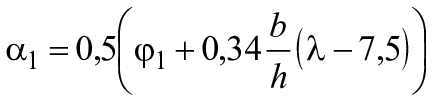 α₁ = 0,5(φ₁ + 0,34 b/h (λ − 7,5))